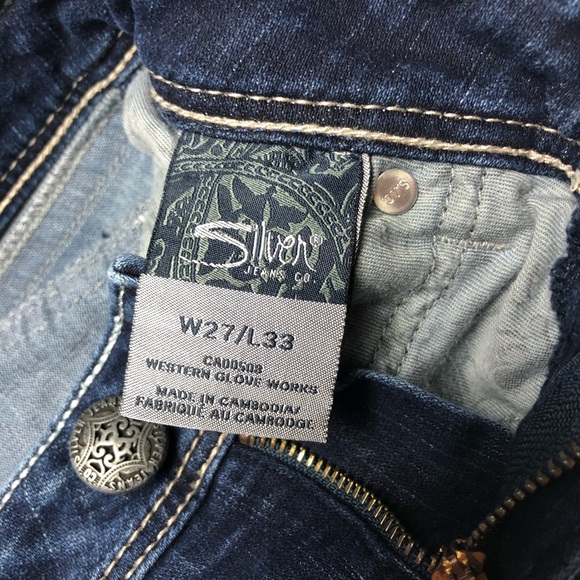 Silver®
JEANS CO.
W27/L33
CA00508
WESTERN GLOVE WORKS
MADE IN CAMBODIA/
FABRIQUÉ AU CAMBODGE